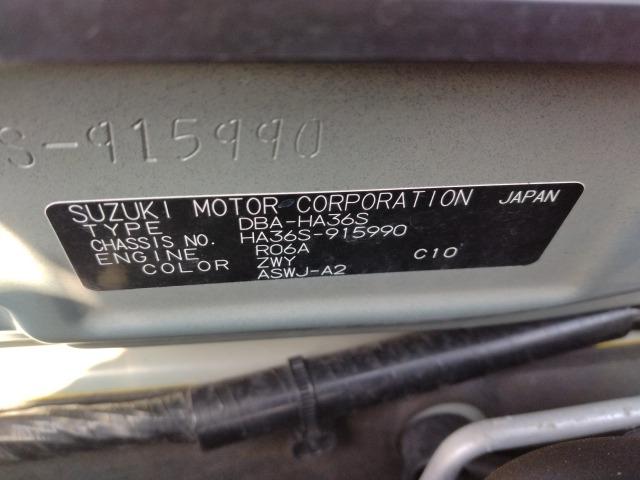 S-915990
SUZUKI MOTOR CORPORATION JAPAN
TYPE DBA-HA36S
CHASSIS NO. HA36S-915990
ENGINE R06A
COLOR ZWY C10
ASWJ-A2